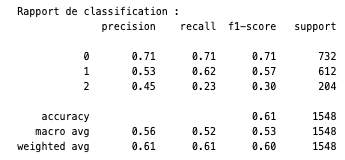 Rapport de classification :
precision recall f1-score support
0 0.71 0.71 0.71 732
1 0.53 0.62 0.57 612
2 0.45 0.23 0.30 204
accuracy 0.61 1548
macro avg 0.56 0.52 0.53 1548
weighted avg 0.61 0.61 0.60 1548